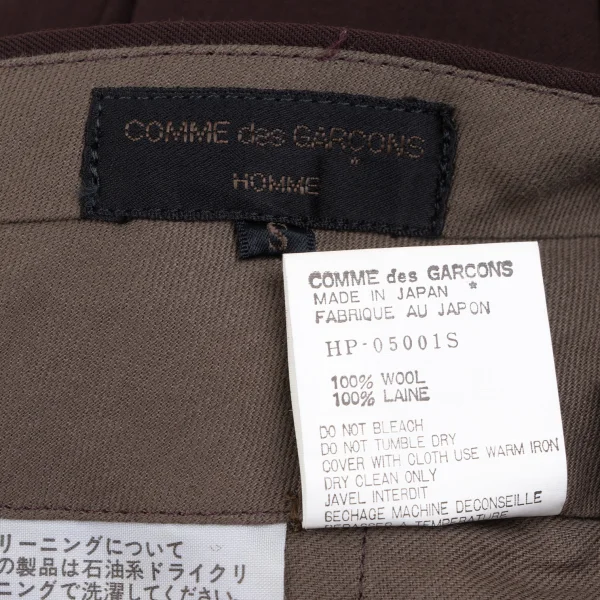 COMME des GARÇONS
*
HOMME
S
COMME des GARCONS
*
MADE IN JAPAN
FABRIQUE AU JAPON
HP-05001S
100% WOOL
100% LAINE
DO NOT BLEACH
DO NOT TUMBLE DRY
COVER WITH CLOTH USE WARM IRON
DRY CLEAN ONLY
JAVEL INTERDIT
SECHAGE MACHINE DECONSEILLE
REPASSER A TEMPERATURE
リーニングについて
の製品は石油系ドライクリ
ニングで洗濯してください。